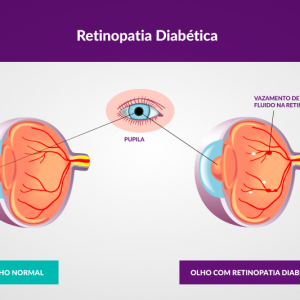 Retinopatia Diabética
VAZAMENTO DE
FLUIDO NA RETIN
PUPILA
HO NORMAL
OLHO COM RETINOPATIA DIAB